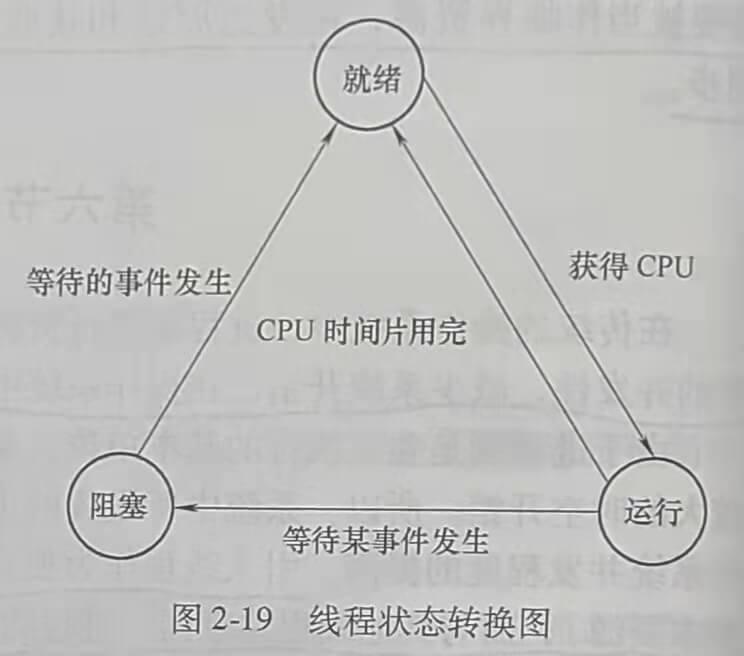 就绪
等待的事件发生
获得 CPU
CPU 时间片用完
阻塞
运行
等待某事件发生
图 2-19 线程状态转换图